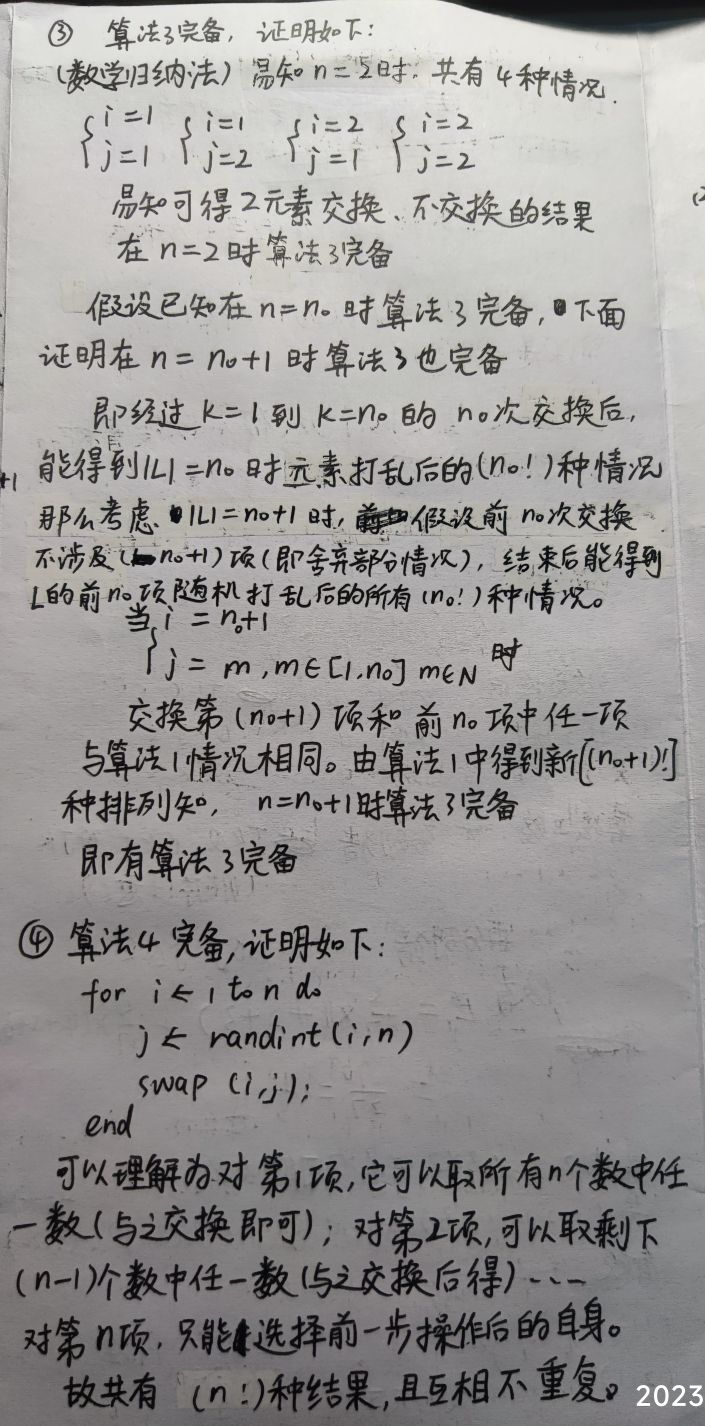 ③ 算法3完备, 证明如下:
(数学归纳法) 易知n=2时, 共有4种情况.
{i=1 {i=1 {i=2 {i=2
j=1 j=2 j=1 j=2
易知可得2元素交换、不交换的结果
在n=2时算法3完备
假设已知在n=n₀时算法3完备, 下面
证明在n=n₀+1时算法3也完备
即经过k=1到k=n₀的n₀次交换后,
能得到|L|=n₀时元素打乱后的(n₀!)种情况
那么考虑|L|=n₀+1时, 假设前n₀次交换
不涉及(n₀+1)项(即舍弃部分情况), 结束后能得到
L的前n₀项随机打乱后的所有(n₀!)种情况。
当{i=n₀+1
j=m, m∈[1,n₀] m∈N 时
交换第(n₀+1)项和前n₀项中任一项
与算法1情况相同。由算法1中得到新[(n₀+1)!]
种排列知, n=n₀+1时算法3完备
即有算法3完备
④ 算法4完备, 证明如下:
for i←1 to n do
j←randint(i,n)
swap(i,j);
end
可以理解为对第1项, 它可以取所有n个数中任
一数(与之交换即可); 对第2项, 可以取剩下
(n-1)个数中任一数(与之交换后得)……
对第n项, 只能选择前一步操作后的自身。
故共有(n!)种结果, 且互相不重复。
2023